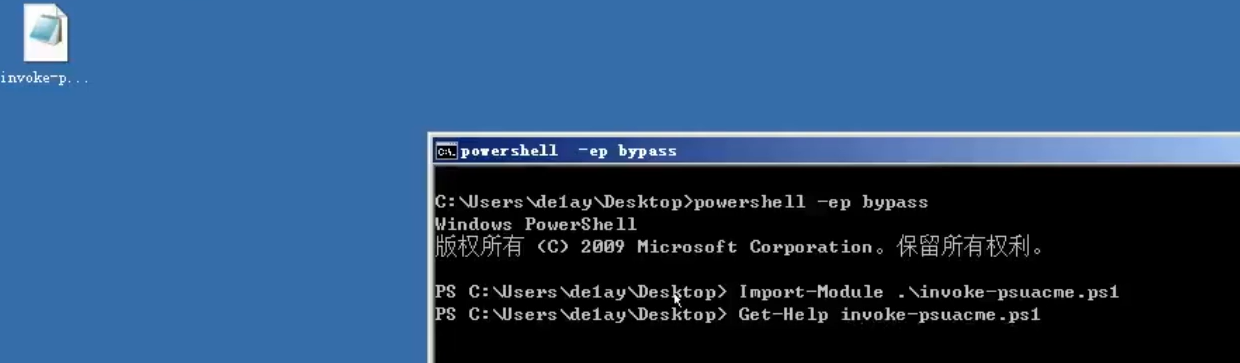 invoke-p...
powershell -ep bypass
C:\Users\de1ay\Desktop>powershell -ep bypass
Windows PowerShell
版权所有 (C) 2009 Microsoft Corporation。保留所有权利。
PS C:\Users\de1ay\Desktop> Import-Module .\invoke-psuacme.ps1
PS C:\Users\de1ay\Desktop> Get-Help invoke-psuacme.ps1